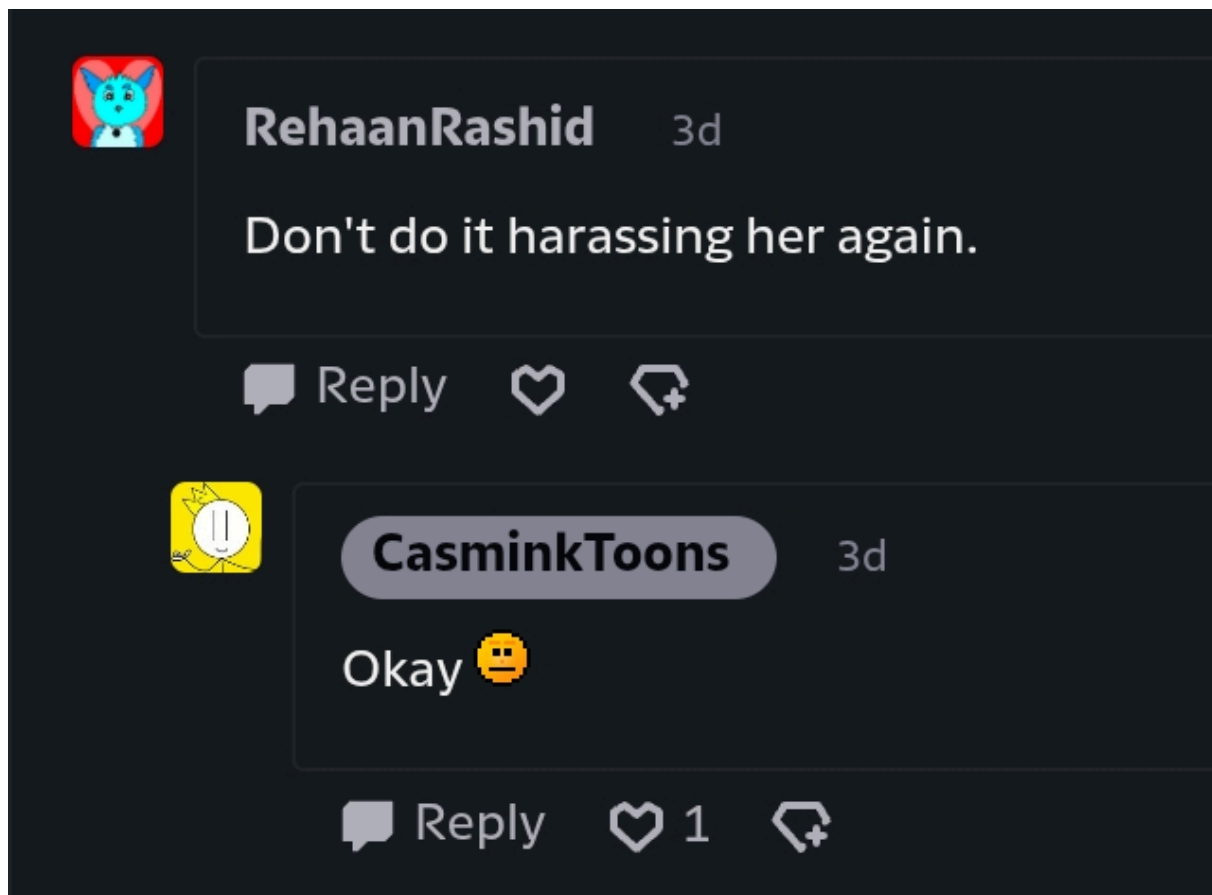 RehaanRashid 3d
Don't do it harassing her again.
Reply
CasminkToons 3d
Okay
Reply 1